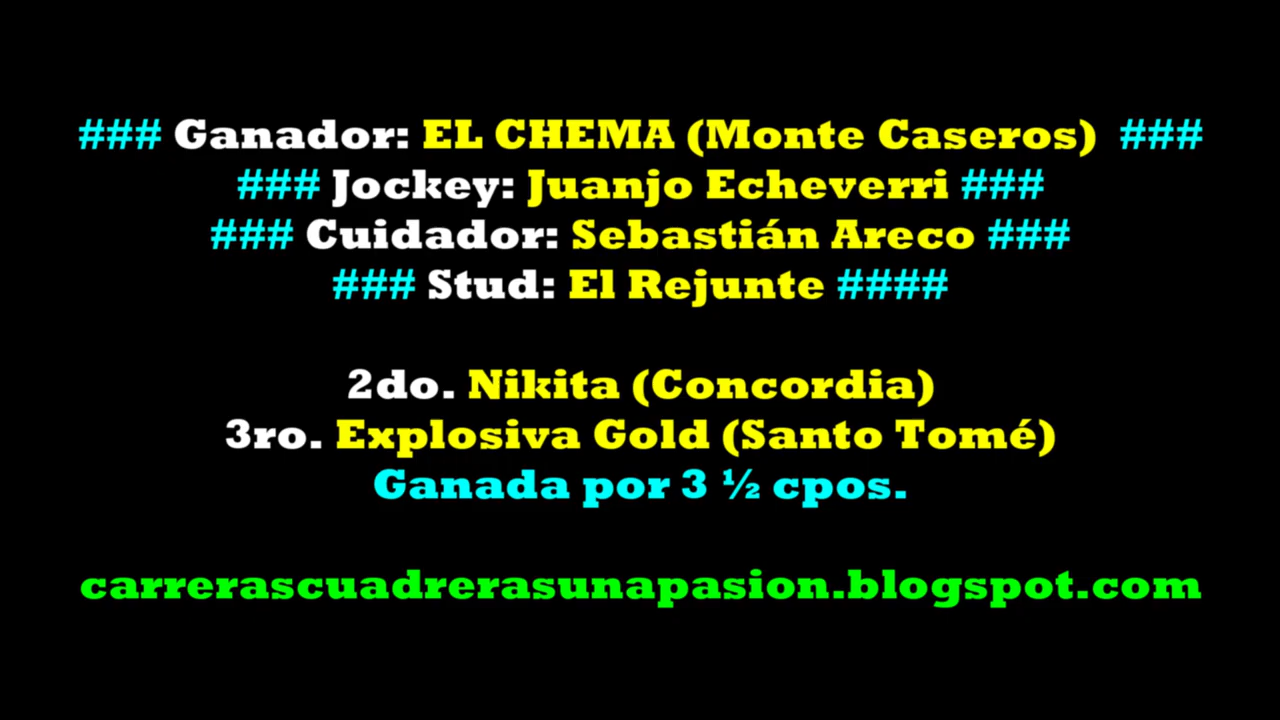 ### Ganador: EL CHEMA (Monte Caseros) ###
### Jockey: Juanjo Echeverri ###
### Cuidador: Sebastián Areco ###
### Stud: El Rejunte ####
2do. Nikita (Concordia)
3ro. Explosiva Gold (Santo Tomé)
Ganada por 3 ½ cpos.
carrerascuadrerasunapasion.blogspot.com